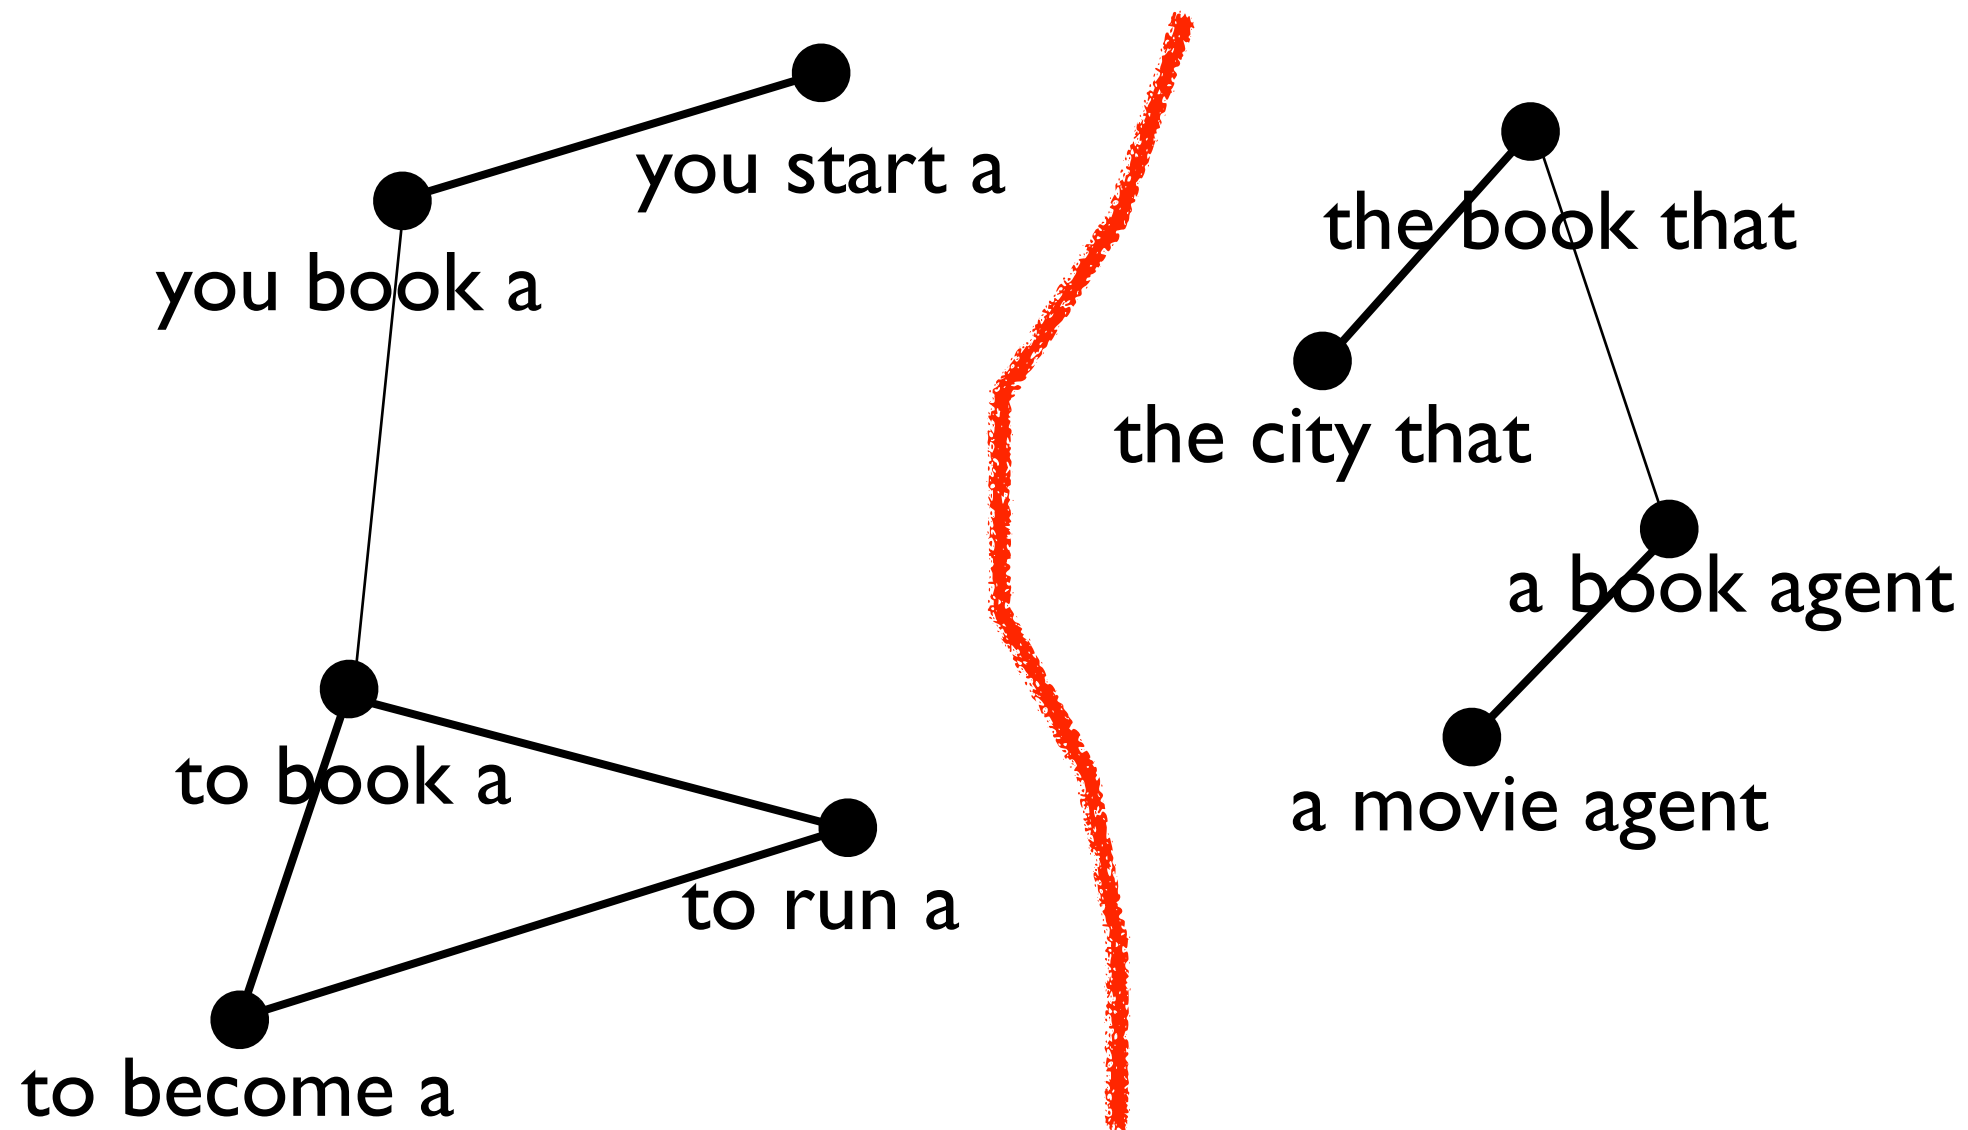 you start a
you book a
to book a
to run a
to become a
the book that
the city that
a book agent
a movie agent